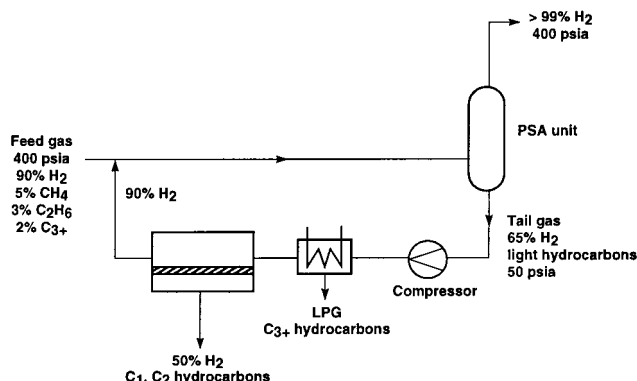 > 99% H₂
400 psia
PSA unit
Feed gas
400 psia
90% H₂
5% CH₄
3% C₂H₆
2% C₃+
90% H₂
Tail gas
65% H₂
light hydrocarbons
50 psia
Compressor
LPG
C₃+ hydrocarbons
50% H₂
C₁, C₂ hydrocarbons